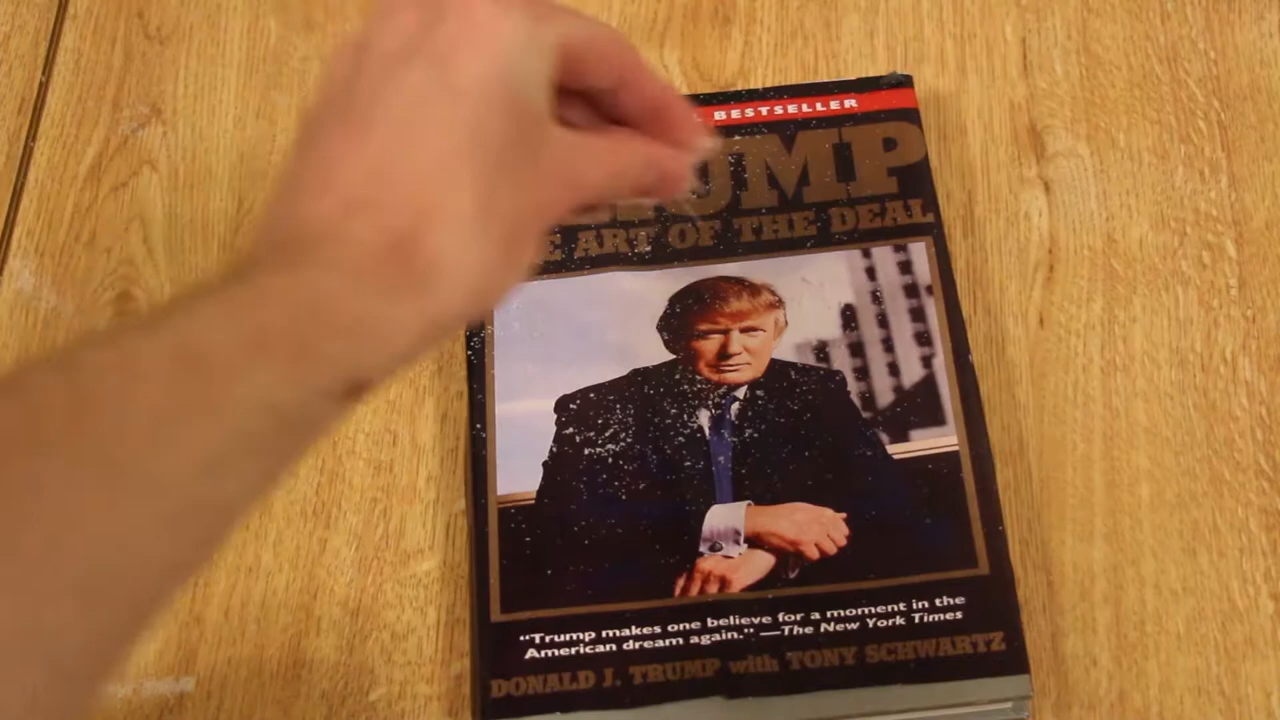 BESTSELLER
UMP
ART OF THE DEAL
“Trump makes one believe for a moment in the
American dream again.” —The New York Times
DONALD J. TRUMP with TONY SCHWARTZ